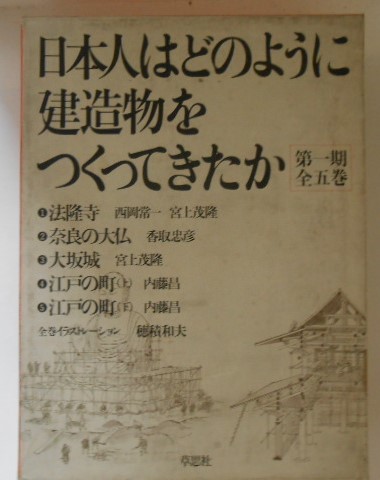 日本人はどのように
建造物を
つくってきたか
第一期
全五巻
❶法隆寺 西岡常一 宮上茂隆
❷奈良の大仏 香取忠彦
❸大坂城 宮上茂隆
❹江戸の町(上) 内藤昌
❺江戸の町(下) 内藤昌
全巻イラストレーション 穂積和夫
草思社